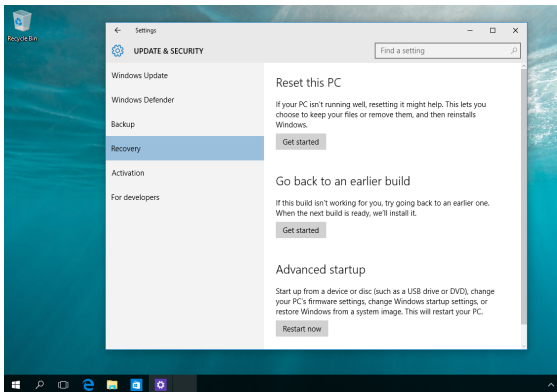 Recycle Bin
Settings
UPDATE & SECURITY
Find a setting
Windows Update
Windows Defender
Backup
Recovery
Activation
For developers
Reset this PC
If your PC isn't running well, resetting it might help. This lets you
choose to keep your files or remove them, and then reinstalls
Windows.
Get started
Go back to an earlier build
If this build isn't working for you, try going back to an earlier one.
When the next build is ready, we'll install it.
Get started
Advanced startup
Start up from a device or disc (such as a USB drive or DVD), change
your PC's firmware settings, change Windows startup settings, or
restore Windows from a system image. This will restart your PC.
Restart now